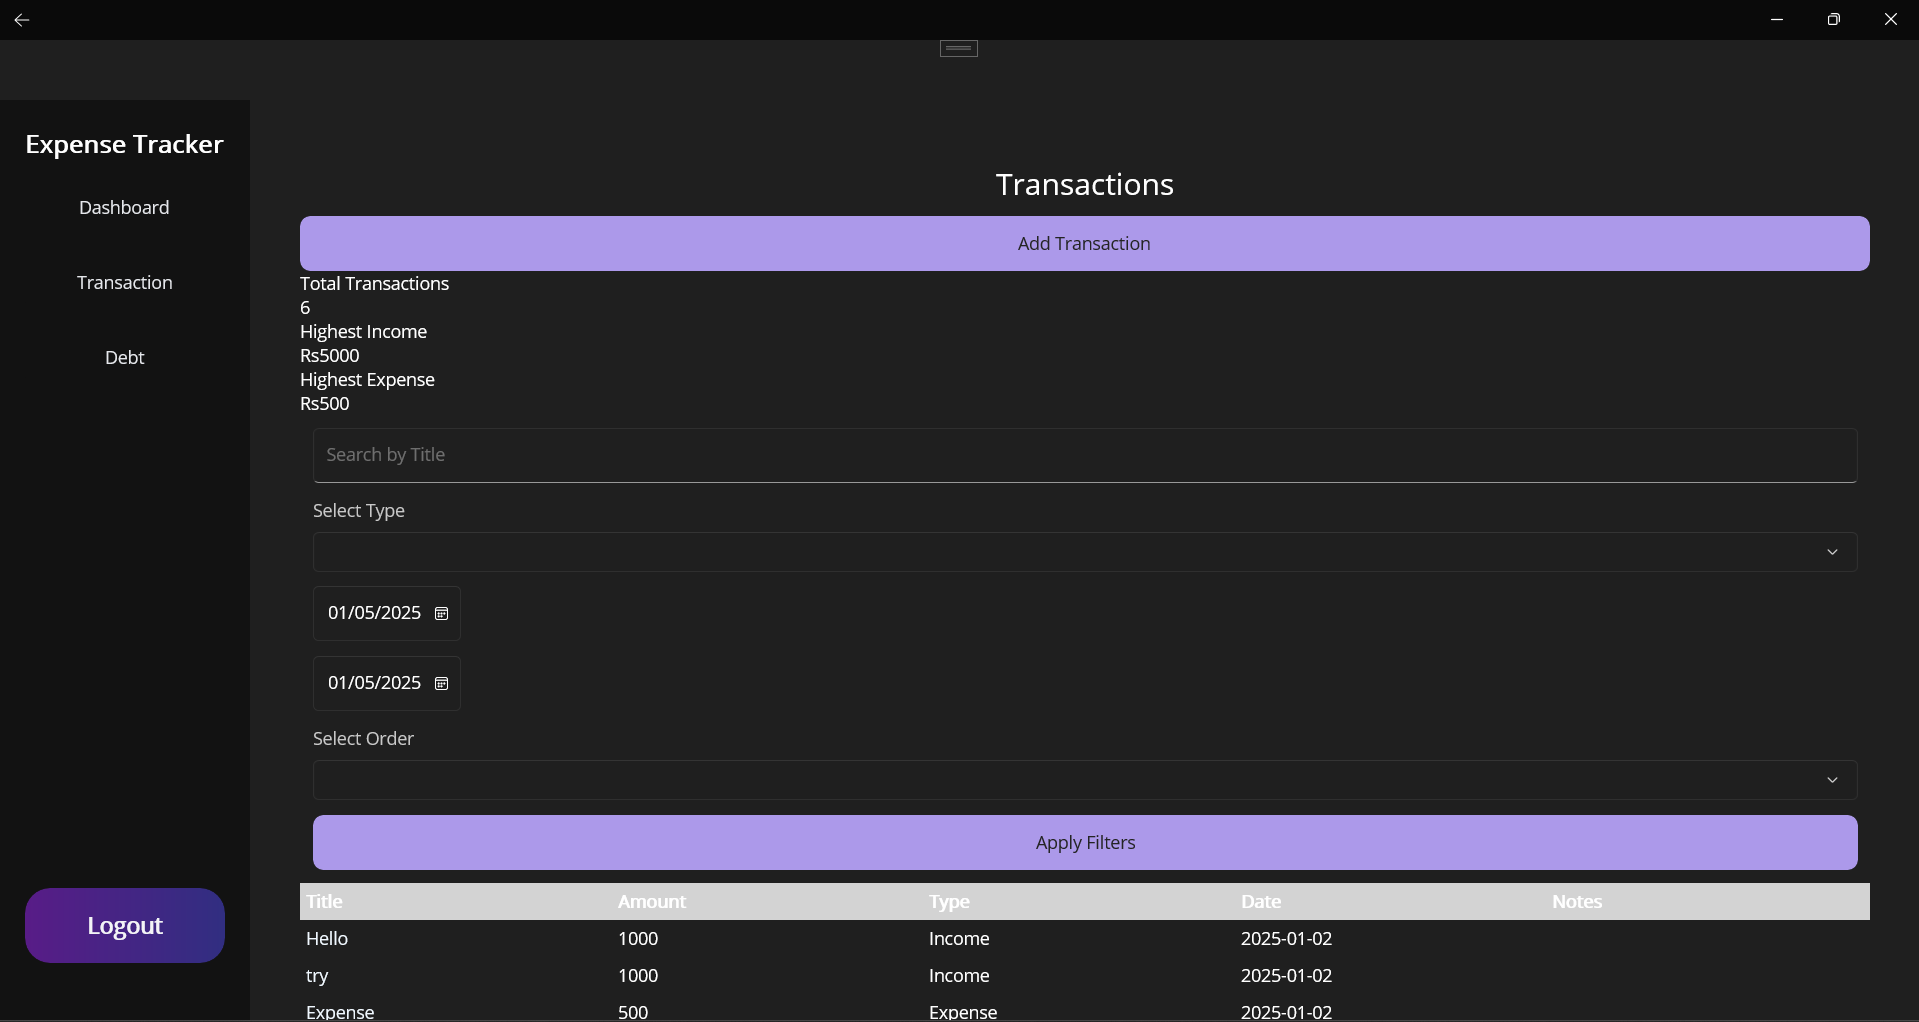 Expense Tracker
Dashboard
Transaction
Debt
Logout
Transactions
Add Transaction
Total Transactions
6
Highest Income
Rs5000
Highest Expense
Rs500
Search by Title
Select Type
01/05/2025
01/05/2025
Select Order
Apply Filters
Title Amount Type Date Notes
Hello 1000 Income 2025-01-02
try 1000 Income 2025-01-02
Expense 500 Expense 2025-01-02